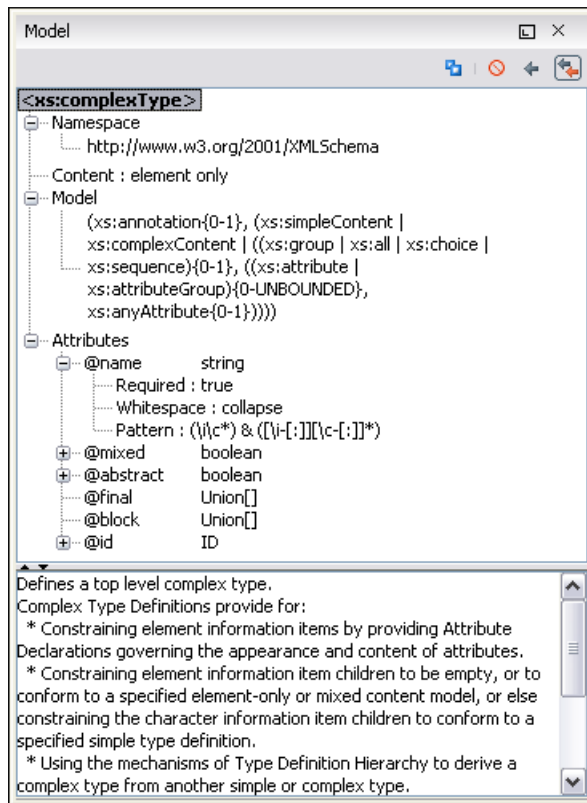 Model
<xs:complexType>
Namespace
http://www.w3.org/2001/XMLSchema
Content : element only
Model
(xs:annotation{0-1}, (xs:simpleContent |
xs:complexContent | ((xs:group | xs:all | xs:choice |
xs:sequence){0-1}, ((xs:attribute |
xs:attributeGroup){0-UNBOUNDED},
xs:anyAttribute{0-1}))))
Attributes
@name string
Required : true
Whitespace : collapse
Pattern : (\i\c*) & ([\i-[:]][\c-[:]]*)
@mixed boolean
@abstract boolean
@final Union[]
@block Union[]
@id ID
Defines a top level complex type.
Complex Type Definitions provide for:
* Constraining element information items by providing Attribute
Declarations governing the appearance and content of attributes.
* Constraining element information item children to be empty, or to
conform to a specified element-only or mixed content model, or else
constraining the character information item children to conform to a
specified simple type definition.
* Using the mechanisms of Type Definition Hierarchy to derive a
complex type from another simple or complex type.